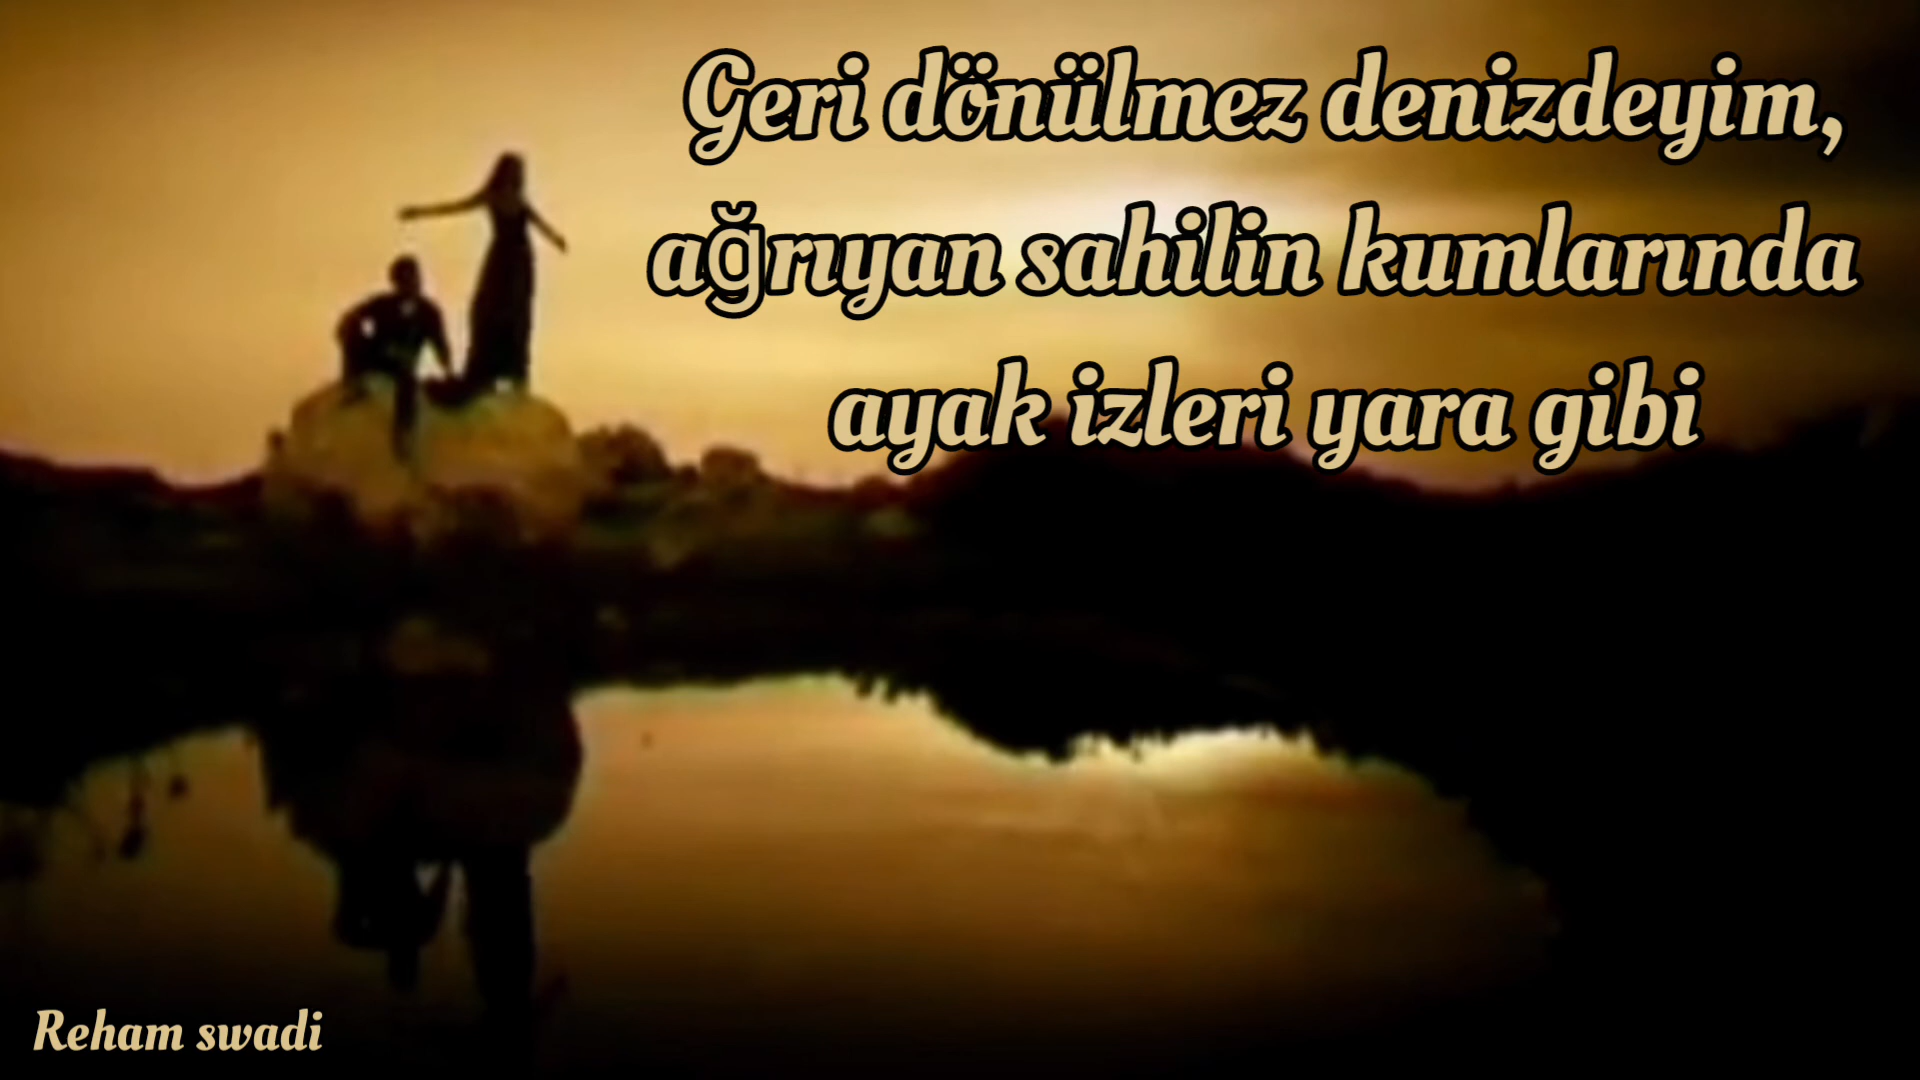 Geri dönülmez denizdeyim,
ağrıyan sahilin kumlarında
ayak izleri yara gibi
Reham swadi